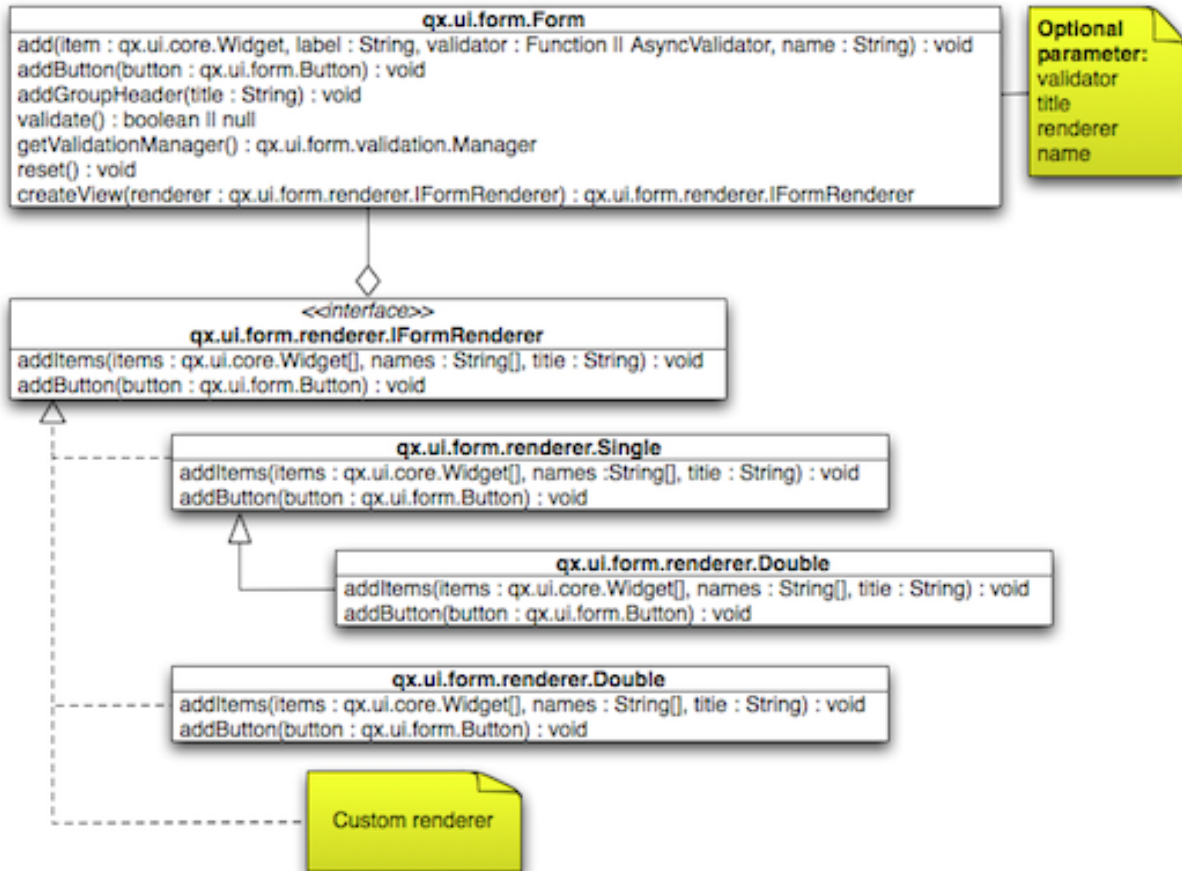 qx.ui.form.Form
add(item : qx.ui.core.Widget, label : String, validator : Function || AsyncValidator, name : String) : void
addButton(button : qx.ui.form.Button) : void
addGroupHeader(title : String) : void
validate() : boolean || null
getValidationManager() : qx.ui.form.validation.Manager
reset() : void
createView(renderer : qx.ui.form.renderer.IFormRenderer) : qx.ui.form.renderer.IFormRenderer
Optional
parameter:
validator
title
renderer
name
<<interface>>
qx.ui.form.renderer.IFormRenderer
addItems(items : qx.ui.core.Widget[], names : String[], title : String) : void
addButton(button : qx.ui.form.Button) : void
qx.ui.form.renderer.Single
addItems(items : qx.ui.core.Widget[], names :String[], title : String) : void
addButton(button : qx.ui.form.Button) : void
qx.ui.form.renderer.Double
addItems(items : qx.ui.core.Widget[], names : String[], title : String) : void
addButton(button : qx.ui.form.Button) : void
qx.ui.form.renderer.Double
addItems(items : qx.ui.core.Widget[], names : String[], title : String) : void
addButton(button : qx.ui.form.Button) : void
Custom renderer